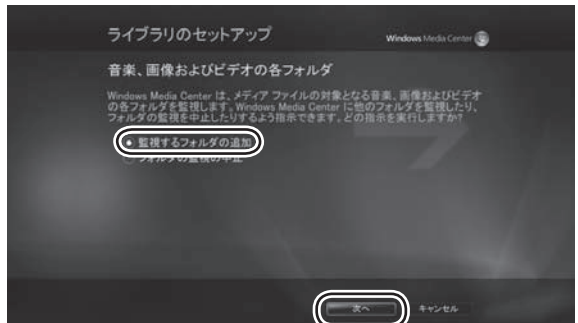 ライブラリのセットアップ
Windows Media Center
音楽、画像およびビデオの各フォルダ
Windows Media Center は、メディア ファイルの対象となる音楽、画像およびビデオ
の各フォルダを監視します。Windows Media Center に他のフォルダを監視したり、
フォルダの監視を中止したりするよう指示できます。どの指示を実行しますか?
監視するフォルダの追加
フォルダの監視の中止
次へ
キャンセル